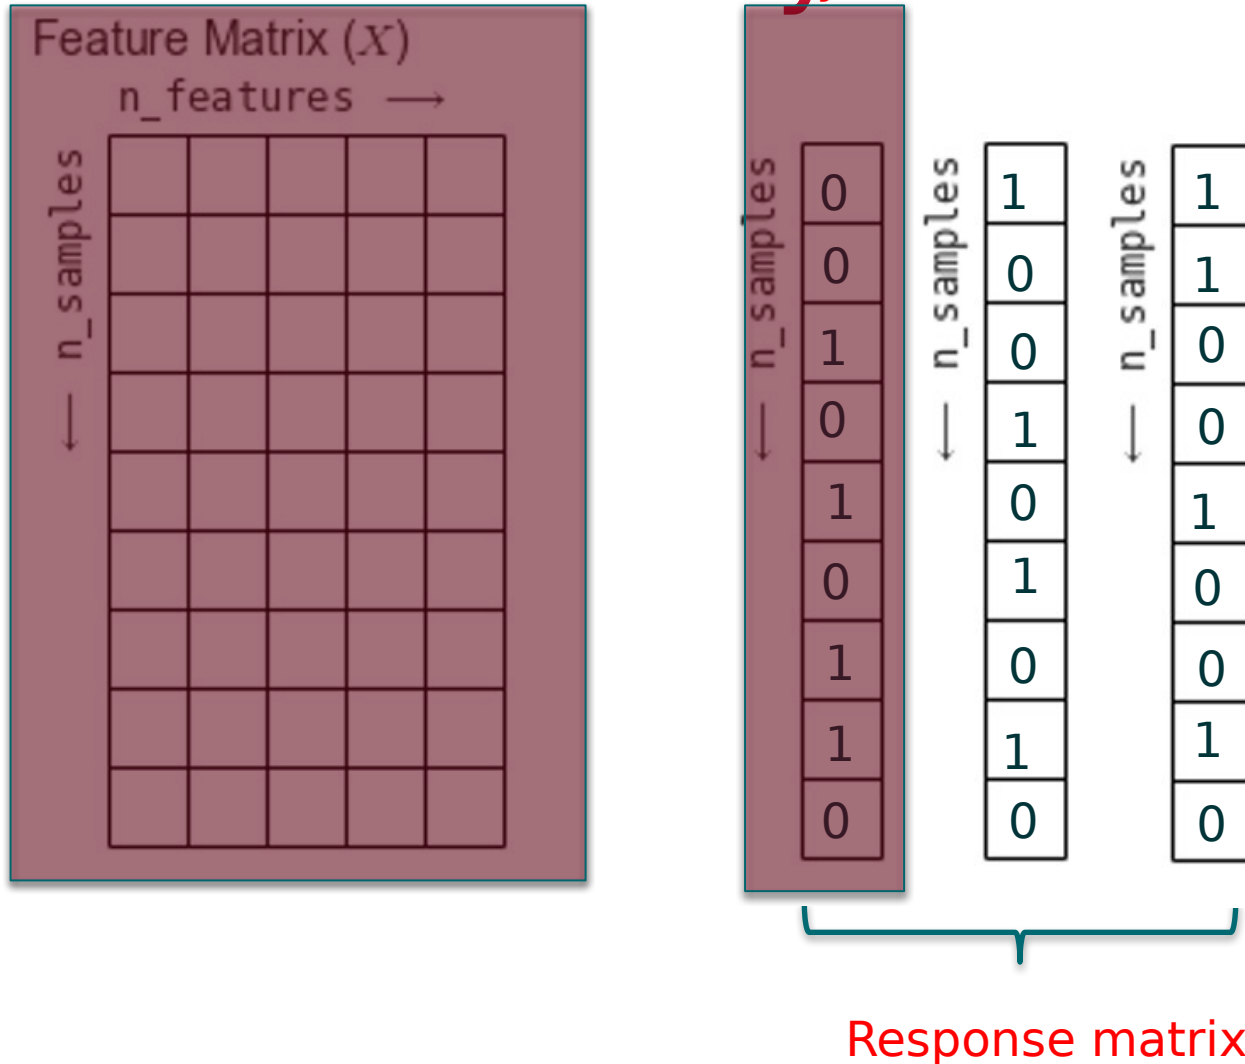 Feature Matrix (X)
n_features →
← n_samples
← n_samples
← n_samples
← n_samples
0 1 1
0 0 1
1 0 0
0 1 0
1 0 1
0 1 0
1 0 0
1 1 1
0 0 0
Response matrix